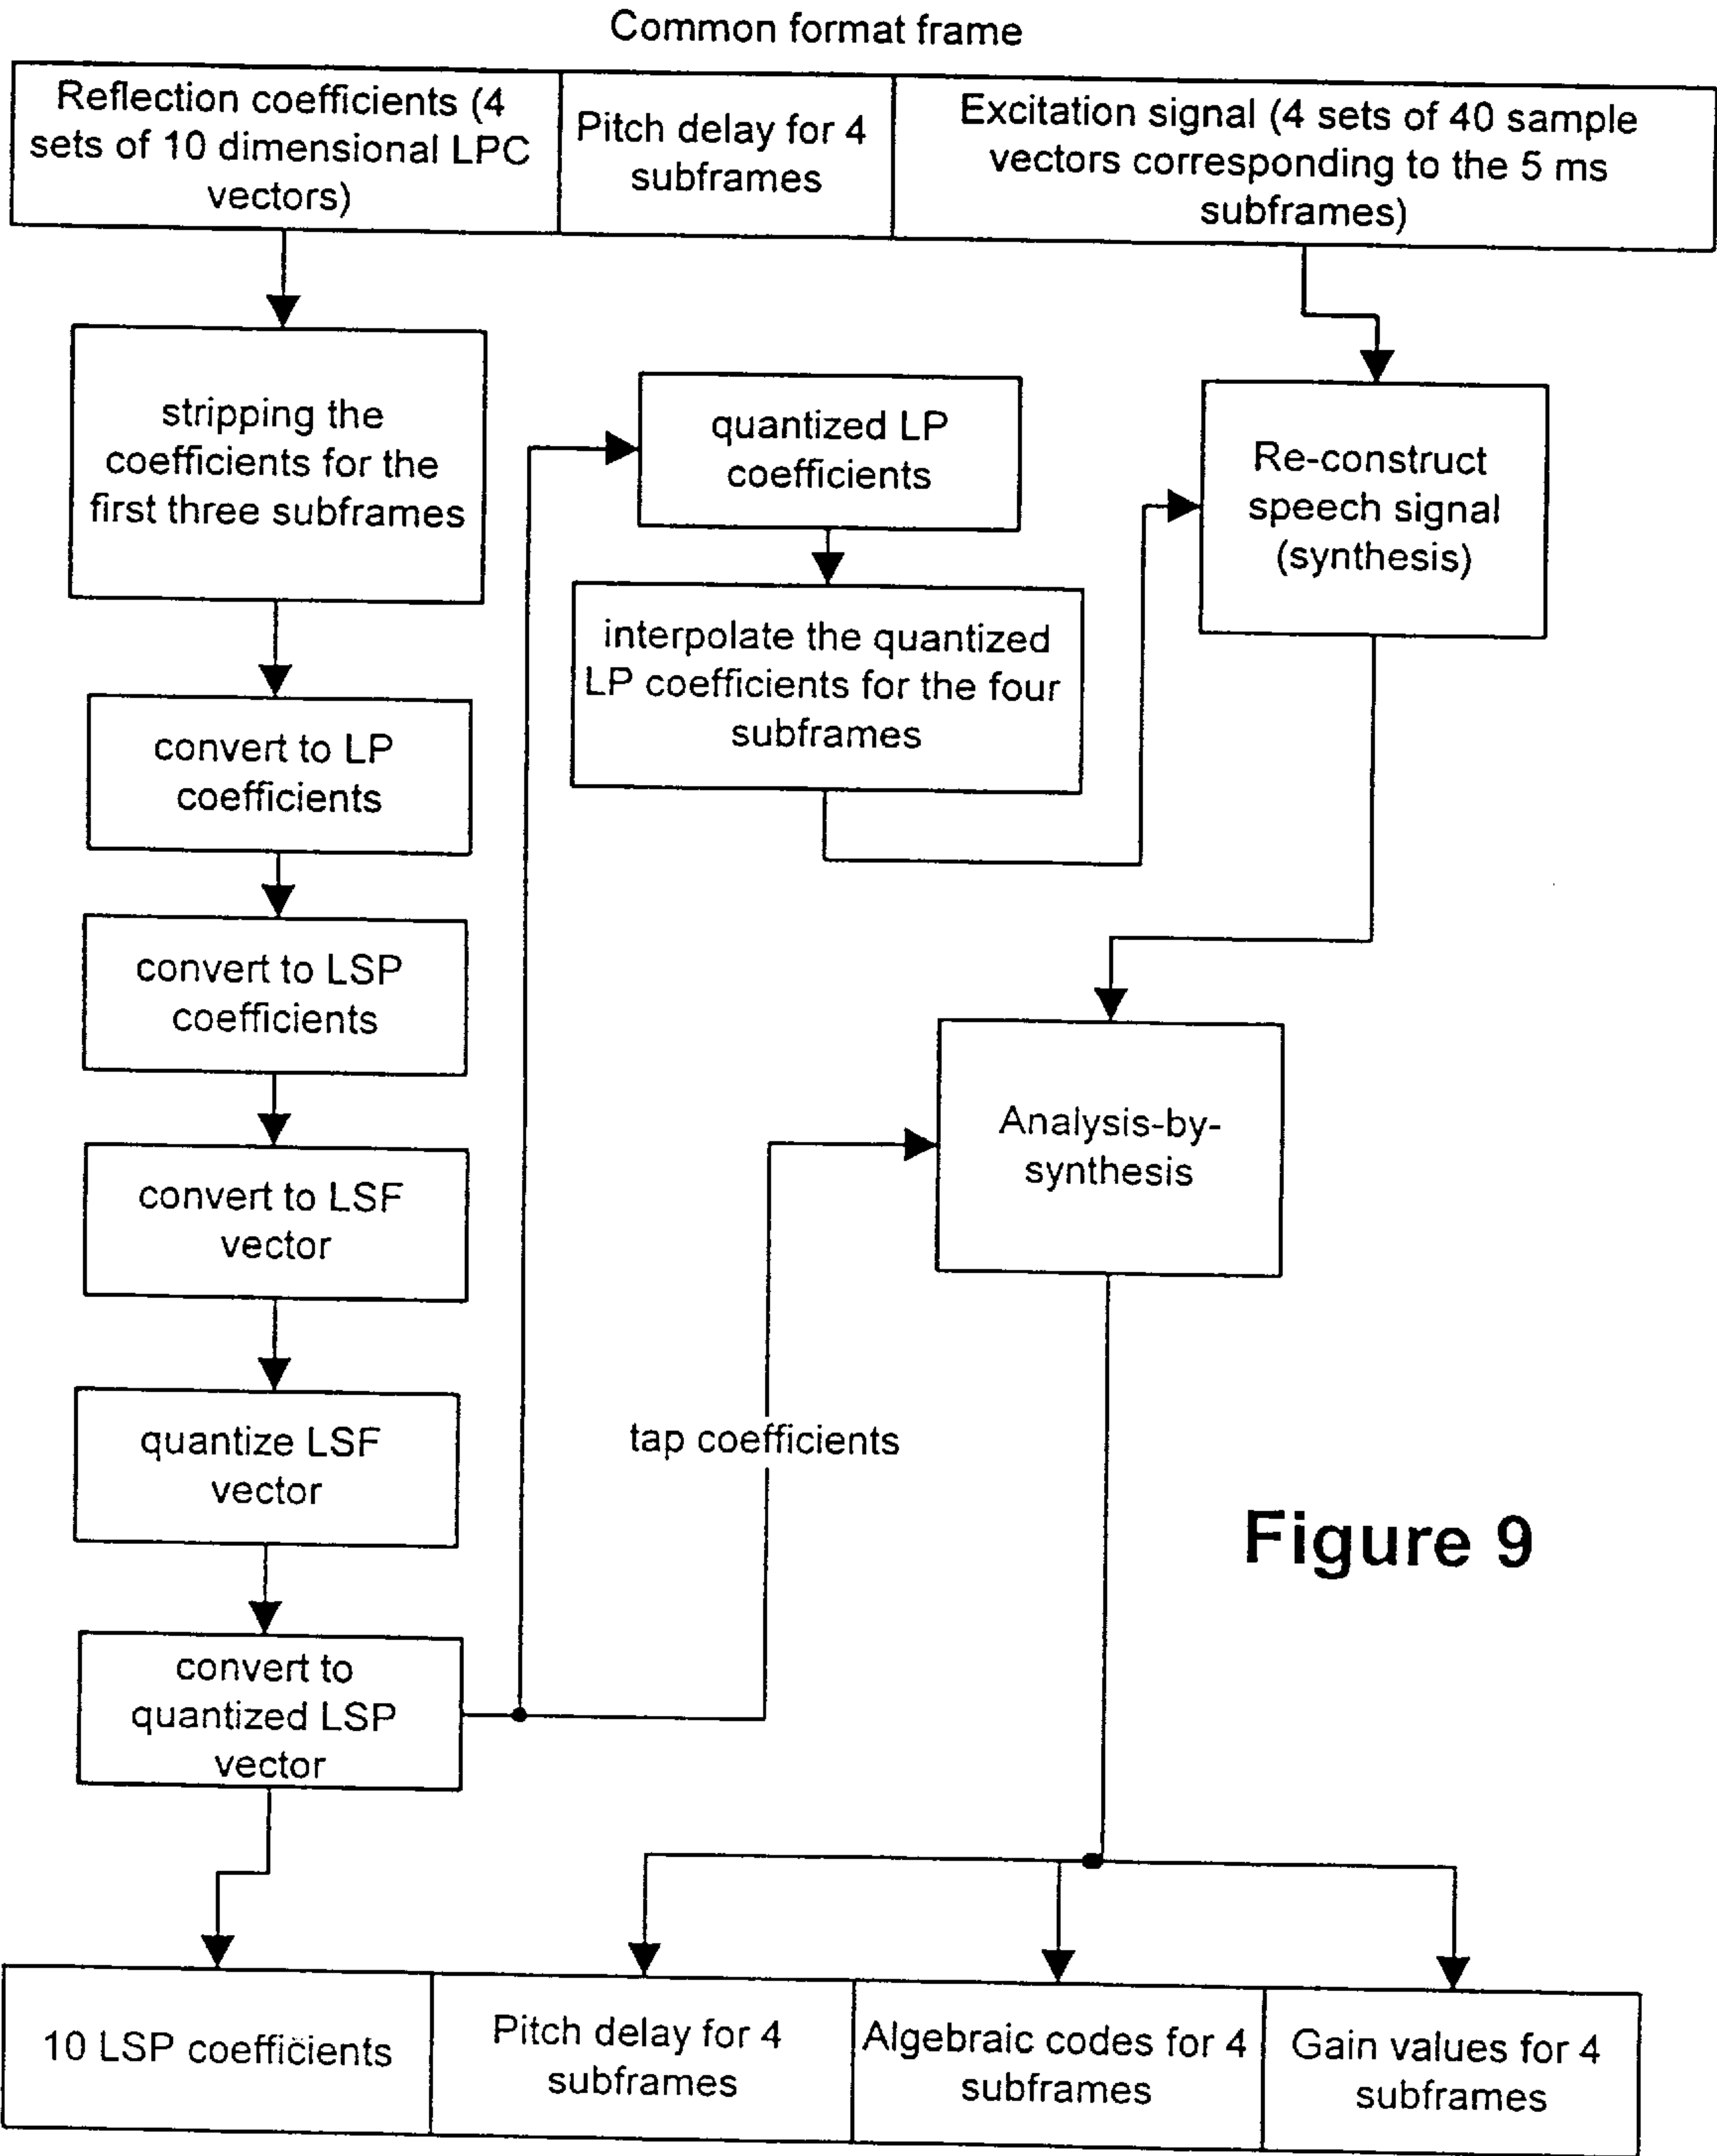 Common format frame
Reflection coefficients (4
sets of 10 dimensional LPC
vectors)
Pitch delay for 4
subframes
Excitation signal (4 sets of 40 sample
vectors corresponding to the 5 ms
subframes)
stripping the
coefficients for the
first three subframes
quantized LP
coefficients
Re-construct
speech signal
(synthesis)
interpolate the quantized
LP coefficients for the four
subframes
convert to LP
coefficients
convert to LSP
coefficients
Analysis-by-
synthesis
convert to LSF
vector
quantize LSF
vector
tap coefficients
Figure 9
convert to
quantized LSP
vector
10 LSP coefficients
Pitch delay for 4
subframes
Algebraic codes for 4
subframes
Gain values for 4
subframes